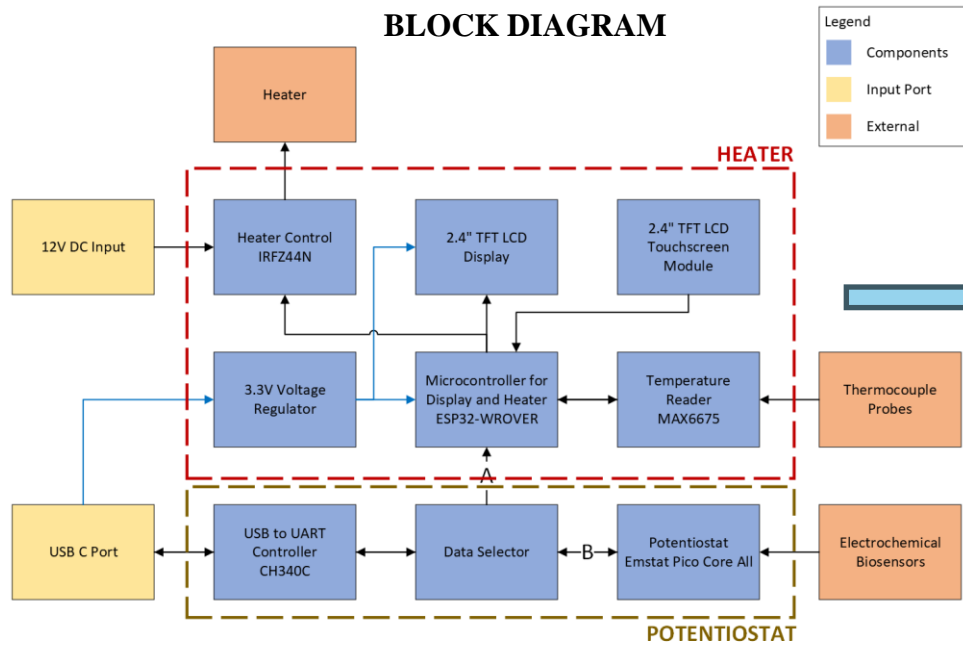 BLOCK DIAGRAM
Legend
Components
Input Port
External
Heater
HEATER
12V DC Input
Heater Control
IRFZ44N
2.4" TFT LCD
Display
2.4" TFT LCD
Touchscreen
Module
3.3V Voltage
Regulator
Microcontroller for
Display and Heater
ESP32-WROVER
Temperature
Reader
MAX6675
Thermocouple
Probes
A
USB C Port
USB to UART
Controller
CH340C
Data Selector
B
Potentiostat
Emstat Pico Core All
Electrochemical
Biosensors
POTENTIOSTAT